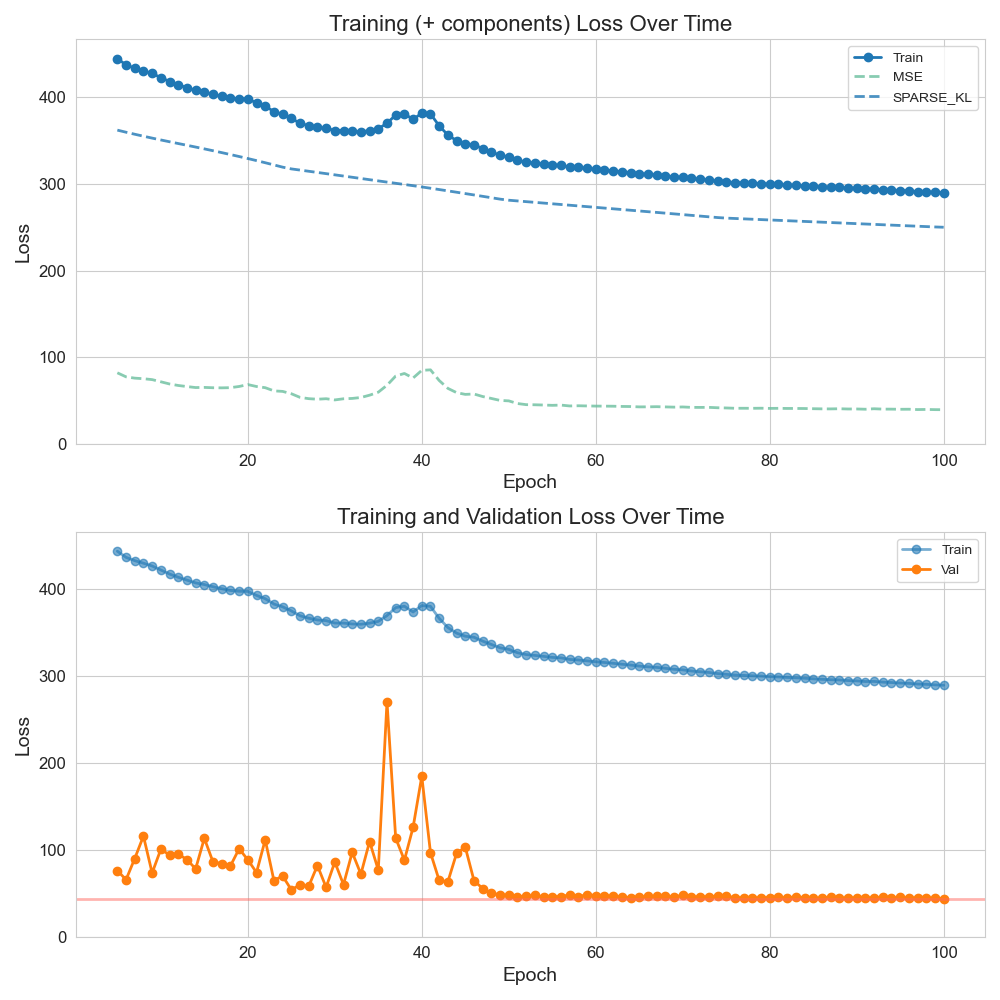 Training (+ components) Loss Over Time
Train
MSE
SPARSE_KL
400
300
200
100
0
Loss
20 40 60 80 100
Epoch
Training and Validation Loss Over Time
Train
Val
400
300
200
100
0
Loss
20 40 60 80 100
Epoch